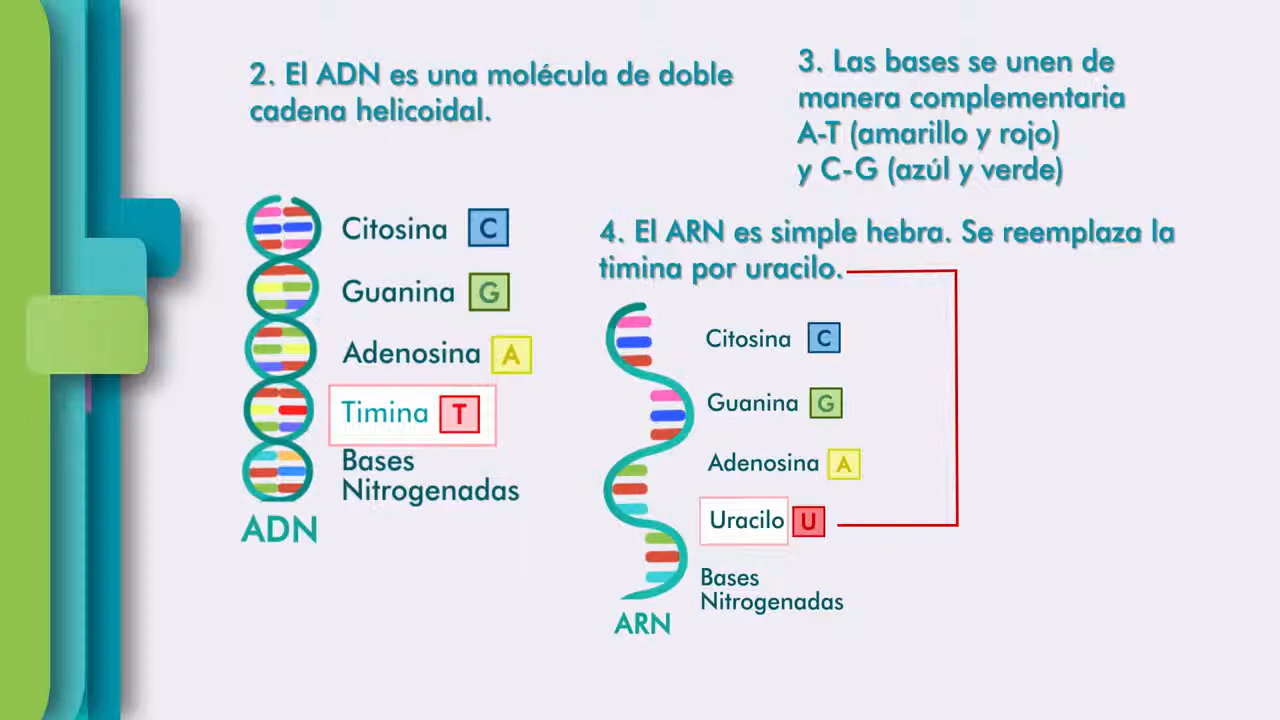 2. El ADN es una molécula de doble
cadena helicoidal.
3. Las bases se unen de
manera complementaria
A-T (amarillo y rojo)
y C-G (azúl y verde)
4. El ARN es simple hebra. Se reemplaza la
timina por uracilo.
Citosina C
Guanina G
Adenosina A
Timina T
Bases
Nitrogenadas
ADN
Citosina C
Guanina G
Adenosina A
Uracilo U
Bases
Nitrogenadas
ARN